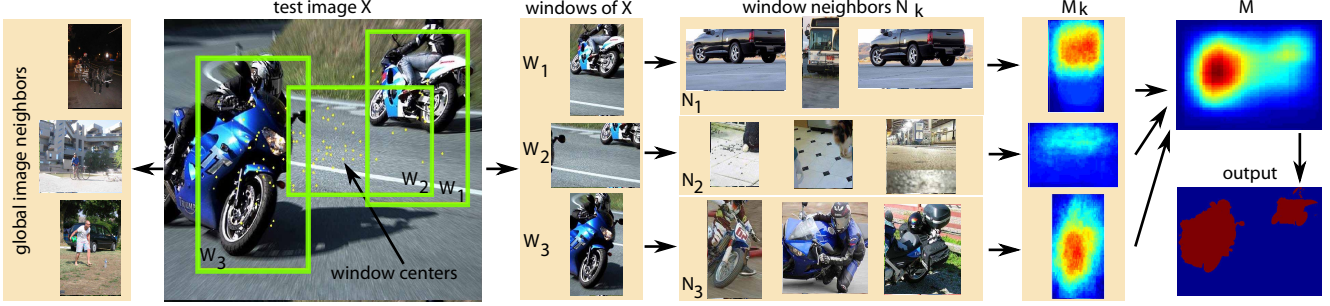 global image neighbors
test image X
W3
W2
W1
window centers
windows of X
W1
W2
W3
window neighbors Nk
N1
N2
N3
Mk
M
output